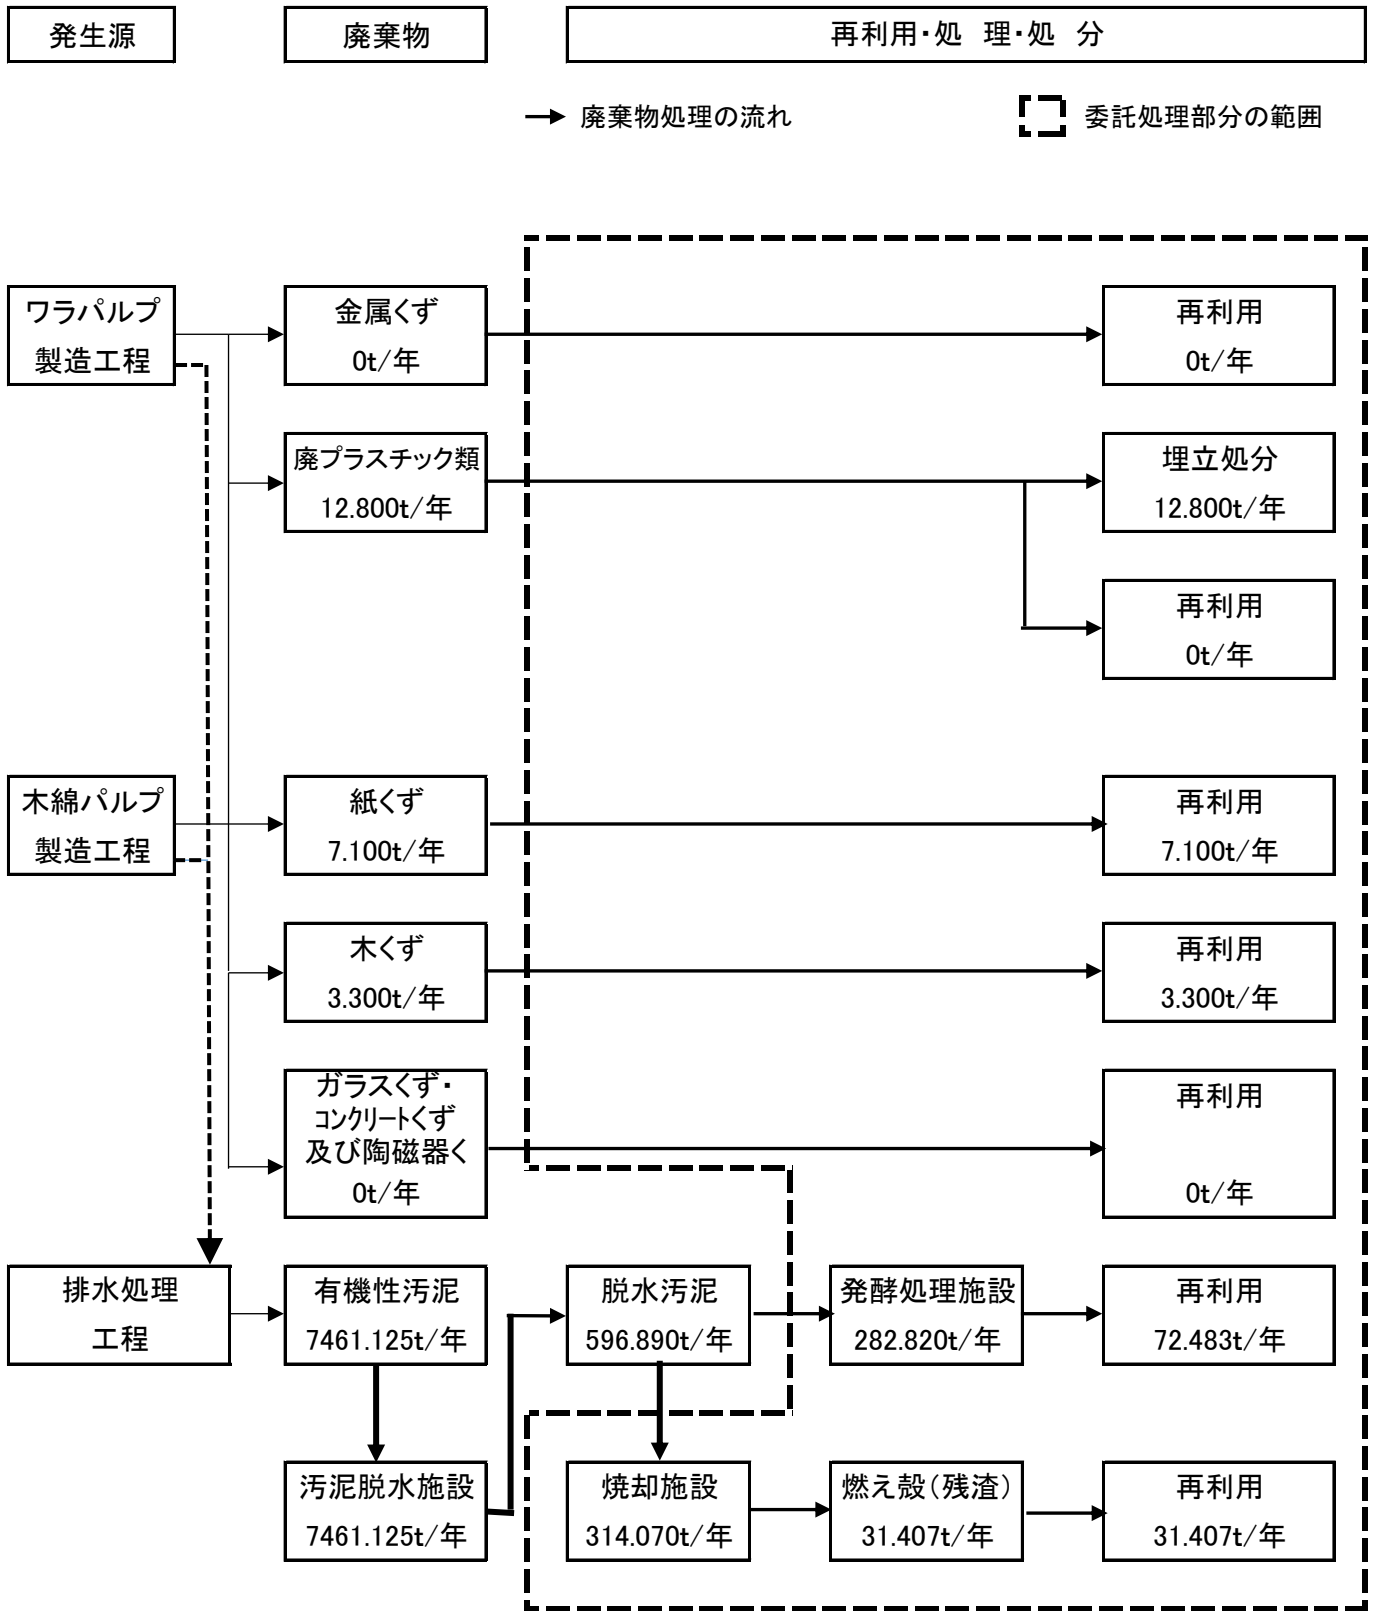 発生源
廃棄物
再利用・処　理・処　分
廃棄物処理の流れ
委託処理部分の範囲
ワラパルプ
製造工程
金属くず
0t/年
再利用
0t/年
廃プラスチック類
12.800t/年
埋立処分
12.800t/年
再利用
0t/年
木綿パルプ
製造工程
紙くず
7.100t/年
再利用
7.100t/年
木くず
3.300t/年
再利用
3.300t/年
ガラスくず・
コンクリートくず
及び陶磁器く
0t/年
再利用
0t/年
排水処理
工程
有機性汚泥
7461.125t/年
脱水汚泥
596.890t/年
発酵処理施設
282.820t/年
再利用
72.483t/年
汚泥脱水施設
7461.125t/年
焼却施設
314.070t/年
燃え殻（残渣）
31.407t/年
再利用
31.407t/年